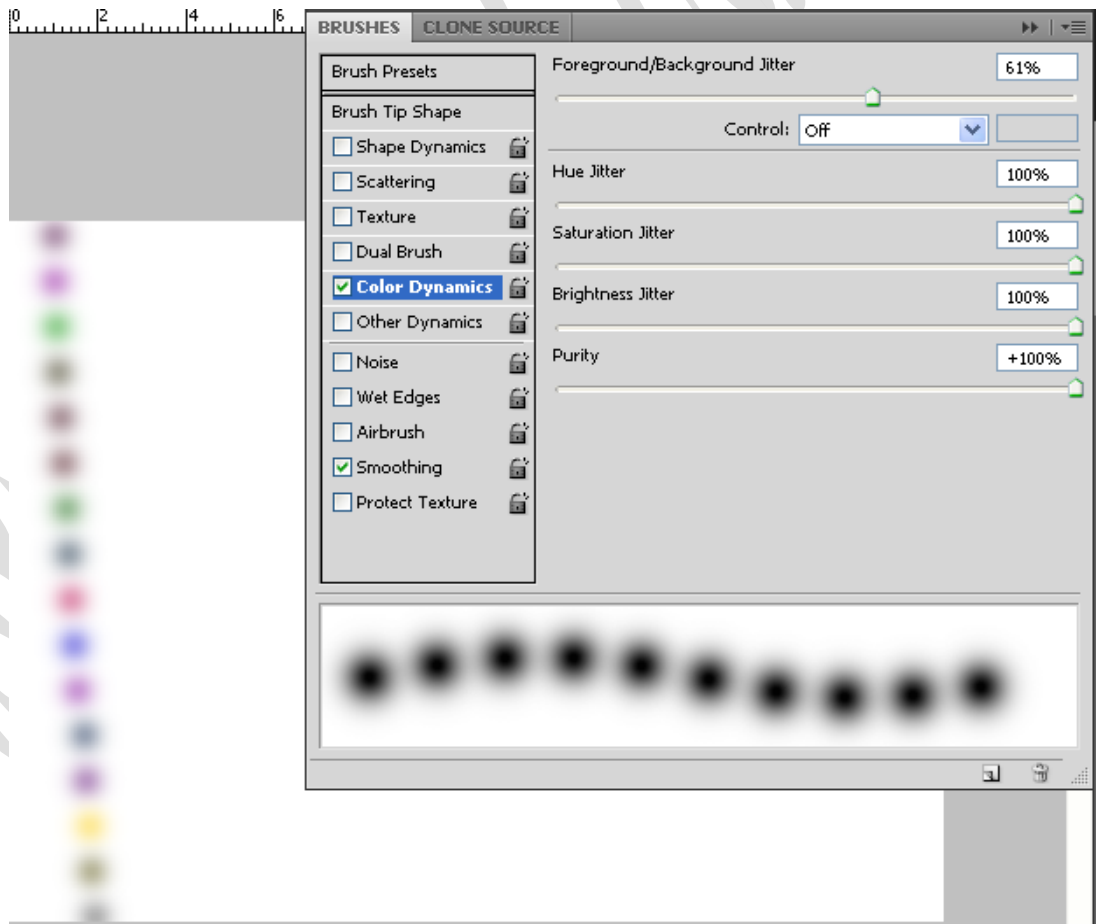 0 2 4 6
BRUSHES CLONE SOURCE
Brush Presets
Brush Tip Shape
Shape Dynamics
Scattering
Texture
Dual Brush
Color Dynamics
Other Dynamics
Noise
Wet Edges
Airbrush
Smoothing
Protect Texture
Foreground/Background Jitter 61%
Control: Off
Hue Jitter 100%
Saturation Jitter 100%
Brightness Jitter 100%
Purity +100%